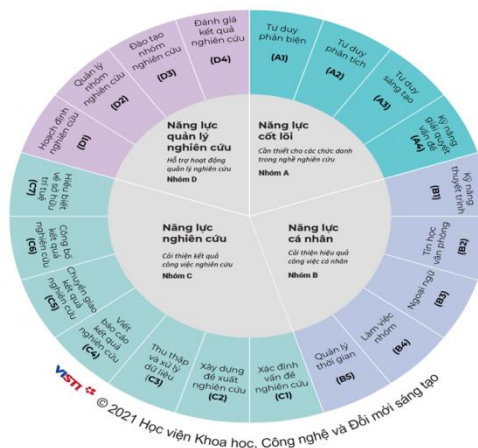 Tư duy
phản biện
(A1)
Tư duy
phân tích
(A2)
Tư duy
sáng tạo
(A3)
Kỹ năng
giải quyết
vấn đề
(A4)
Kỹ năng
thuyết trình
(B1)
Tin học
văn phòng
(B2)
Ngoại ngữ
(B3)
Làm việc
nhóm
(B4)
Quản lý
thời gian
(B5)
Xác định
vấn đề
nghiên cứu
(C1)
Xây dựng
đề xuất
nghiên cứu
(C2)
Thu thập
và xử lý
dữ liệu
(C3)
Viết
báo cáo
kết quả
nghiên cứu
(C4)
Chuyển giao
kết quả
nghiên cứu
(C5)
Công bố
kết quả
nghiên cứu
(C6)
Hiểu biết
về sở hữu
trí tuệ
(C7)
Hoạch định
nghiên cứu
(D1)
Quản lý
nhóm
nghiên cứu
(D2)
Đào tạo
nhóm
nghiên cứu
(D3)
Đánh giá
kết quả
nghiên cứu
(D4)
Năng lực
quản lý
nghiên cứu
Hỗ trợ hoạt động
quản lý nghiên cứu
Nhóm D
Năng lực
cốt lõi
Cần thiết cho các chức danh
trong nghề nghiên cứu
Nhóm A
Năng lực
nghiên cứu
Cải thiện kết quả
công việc nghiên cứu
Nhóm C
Năng lực
cá nhân
Cải thiện hiệu quả
công việc cá nhân
Nhóm B
VISTI
© 2021 Học viện Khoa học, Công nghệ và Đổi mới sáng tạo